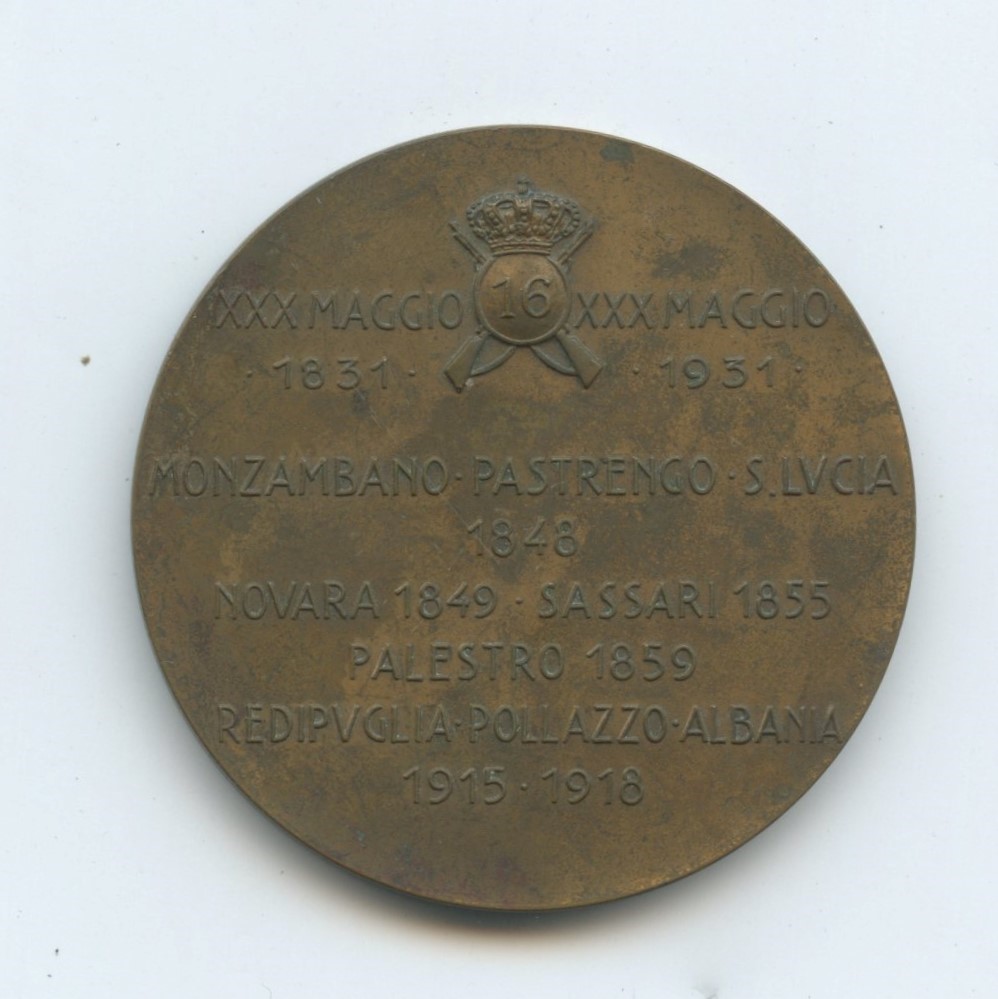 XXX MAGGIO 16 XXX MAGGIO
· 1831 · · 1931 ·
MONZAMBANO · PASTRENGO · S. LVCIA
1848
NOVARA 1849 · SASSARI 1855
PALESTRO 1859
REDIPVGLIA · POLLAZZO · ALBANIA
1915 · 1918